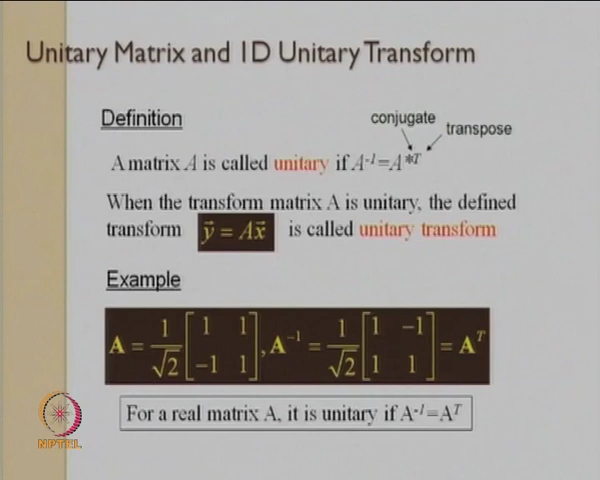 Unitary Matrix and 1D Unitary Transform
Definition
conjugate
transpose
A matrix A is called unitary if A⁻¹=A*ᵀ
When the transform matrix A is unitary, the defined
transform y⃗ = Ax⃗ is called unitary transform
Example
A = 1/√2 [1 1; −1 1], A⁻¹ = 1/√2 [1 −1; 1 1] = Aᵀ
For a real matrix A, it is unitary if A⁻¹=Aᵀ
NPTEL